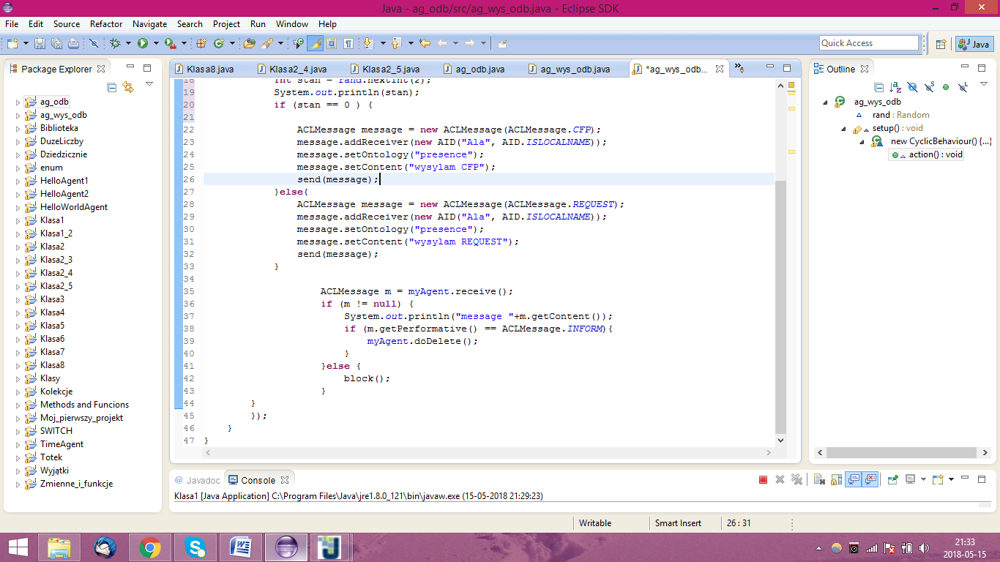 Java - ag_odb/src/ag_wys_odb.java - Eclipse SDK
File Edit Source Refactor Navigate Search Project Run Window Help
Quick Access
Java
Package Explorer
ag_odb
ag_wys_odb
Biblioteka
DuzeLiczby
Dziedzicznie
enum
HelloAgent1
HelloAgent2
HelloWorldAgent
Klasa1
Klasa1_2
Klasa2
Klasa2_3
Klasa2_4
Klasa2_5
Klasa3
Klasa4
Klasa5
Klasa6
Klasa7
Klasa8
Klasy
Kolekcje
Methods and Funcions
Moj_pierwszy_projekt
SWITCH
TimeAgent
Totek
Wyjątki
Zmienne_i_funkcje
Klasa8.java Klasa2_4.java Klasa2_5.java ag_odb.java ag_wys_odb.java *ag_wys_odb... »6
18 int stan = rand.nextInt(2);
19 System.out.println(stan);
20 if (stan == 0 ) {
21
22 ACLMessage message = new ACLMessage(ACLMessage.CFP);
23 message.addReceiver(new AID("Ala", AID.ISLOCALNAME));
24 message.setOntology("presence");
25 message.setContent("wysylam CFP");
26 send(message);
27 }else{
28 ACLMessage message = new ACLMessage(ACLMessage.REQUEST);
29 message.addReceiver(new AID("Ala", AID.ISLOCALNAME));
30 message.setOntology("presence");
31 message.setContent("wysylam REQUEST");
32 send(message);
33 }
34
35 ACLMessage m = myAgent.receive();
36 if (m != null) {
37 System.out.println("message "+m.getContent());
38 if (m.getPerformative() == ACLMessage.INFORM){
39 myAgent.doDelete();
40 }
41 }else {
42 block();
43 }
44 }
45 });
46 }
47 }
Outline
ag_wys_odb
rand : Random
setup() : void
new CyclicBehaviour() {...}
action() : void
@ Javadoc Console
Klasa1 [Java Application] C:\Program Files\Java\jre1.8.0_121\bin\javaw.exe (15-05-2018 21:29:23)
Writable Smart Insert 26 : 31
21:33
2018-05-15